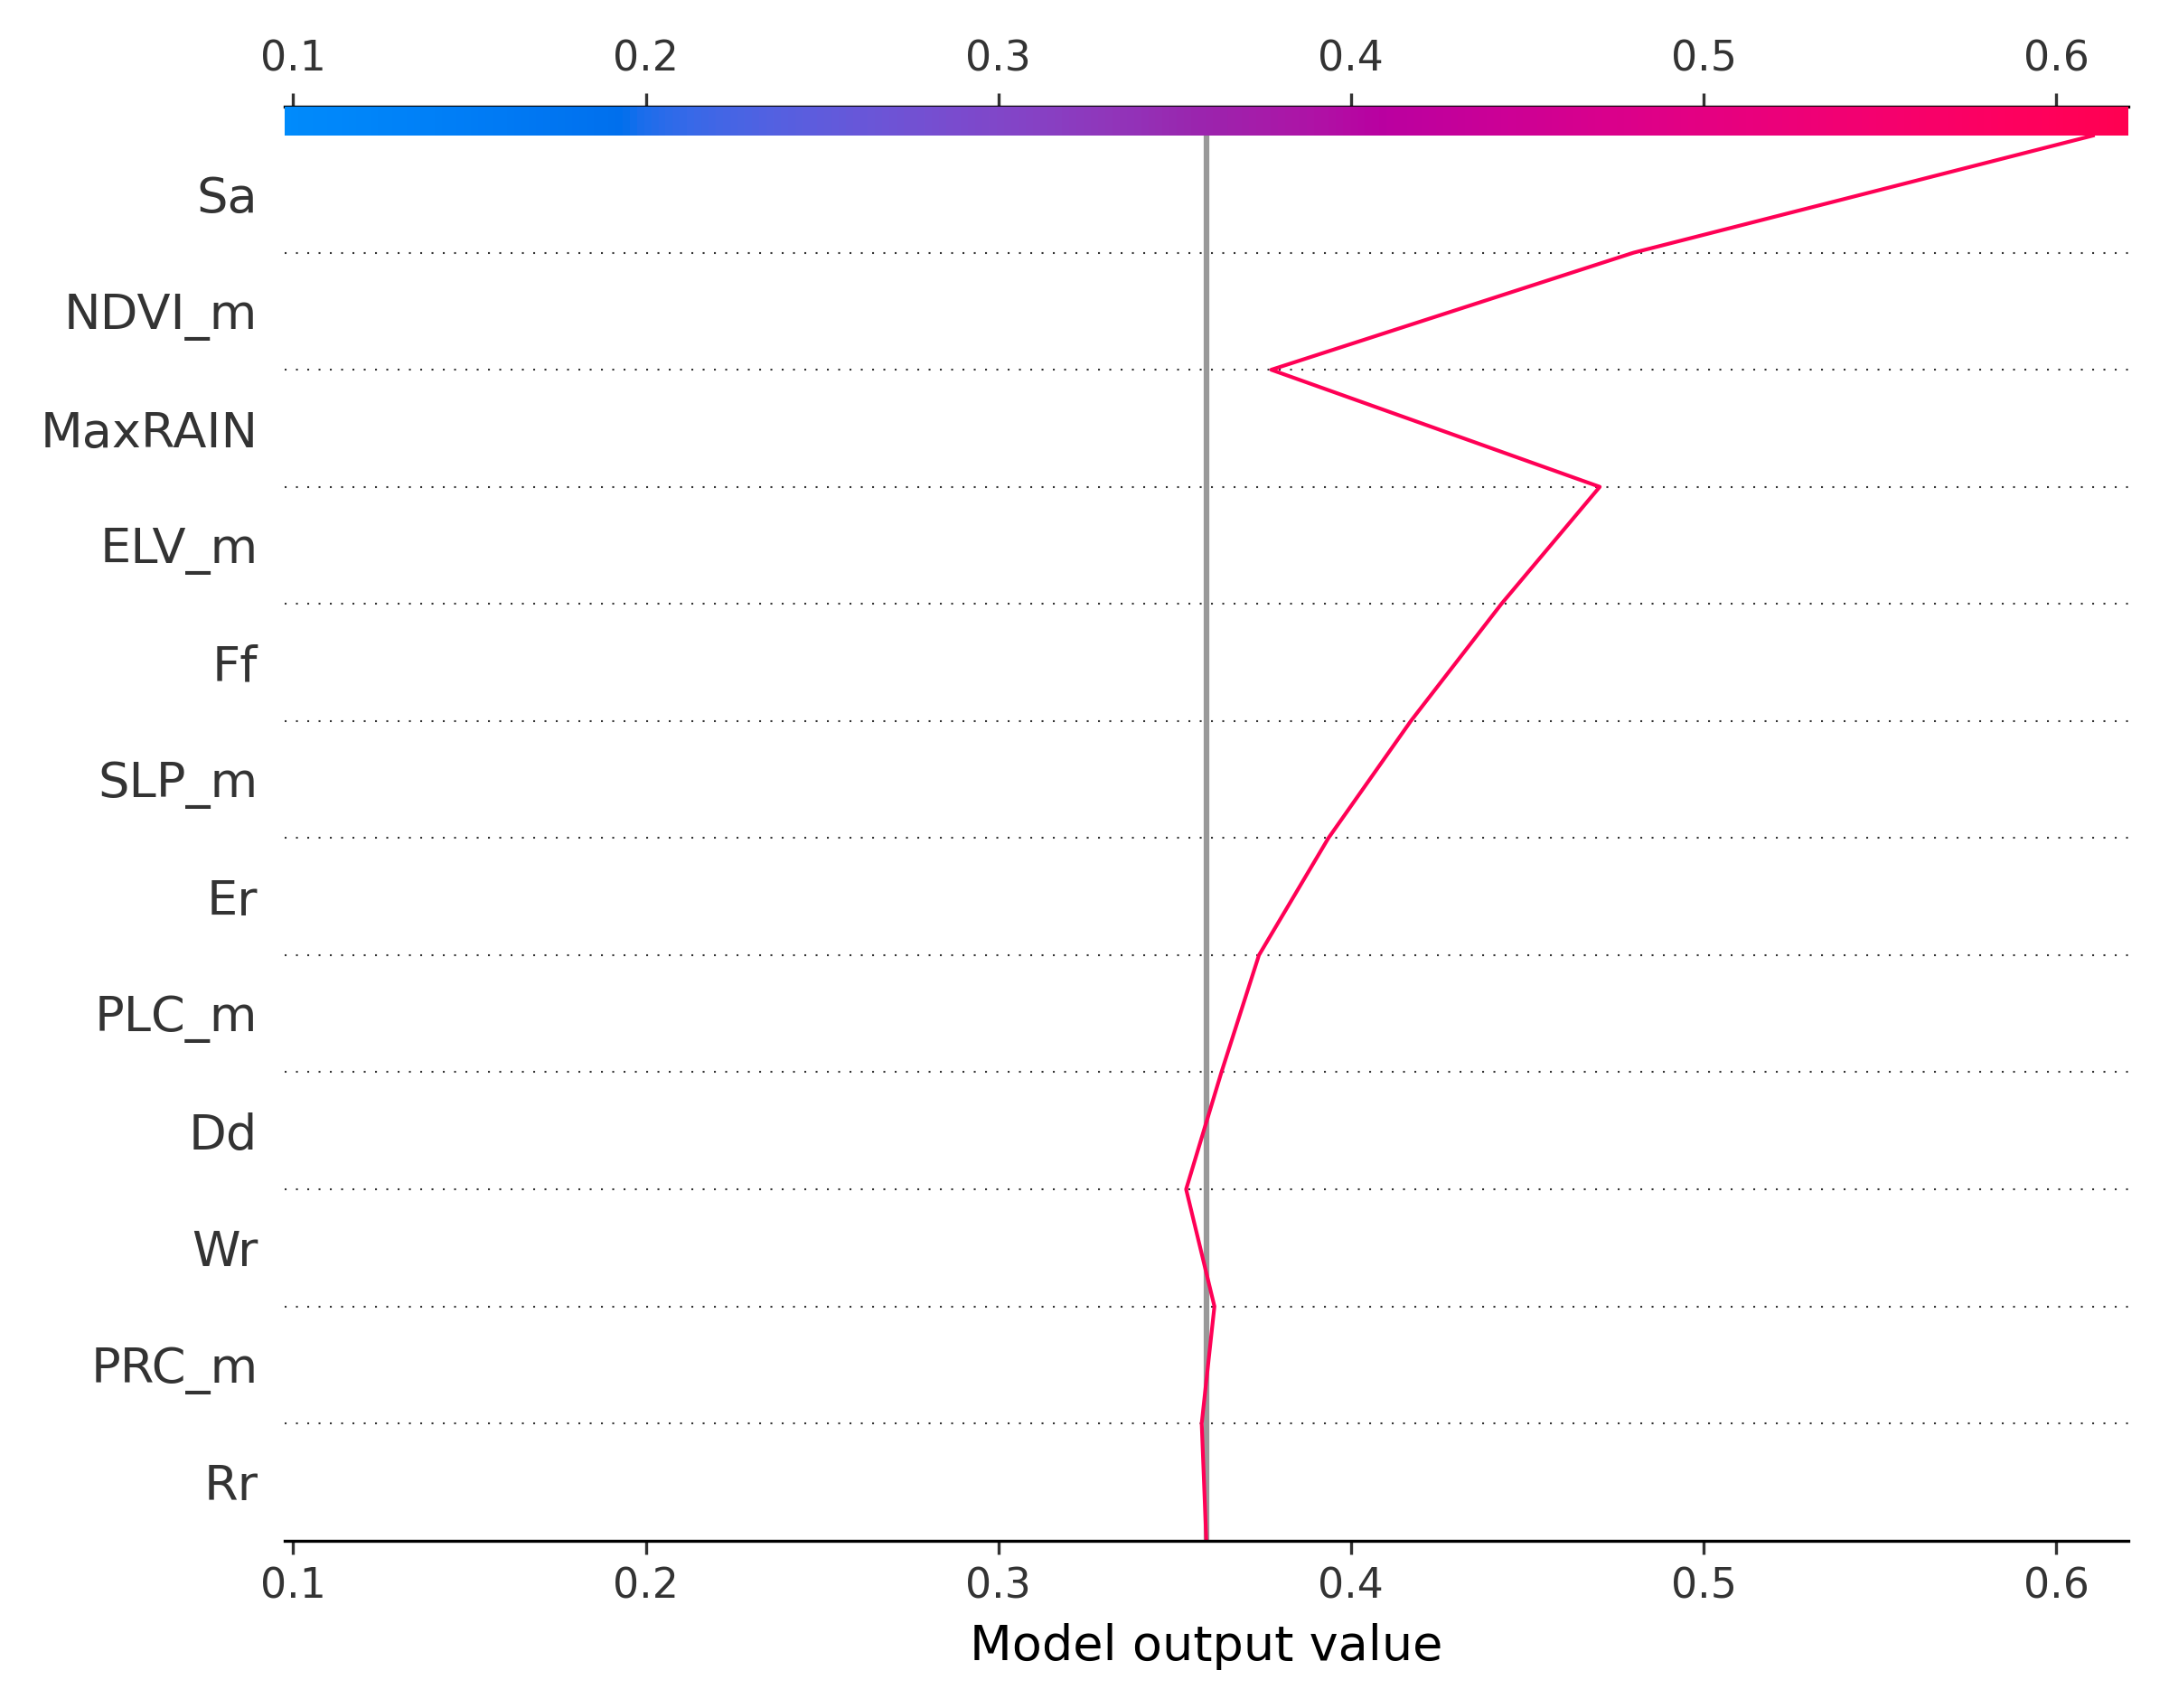 0.1 0.2 0.3 0.4 0.5 0.6
Sa
NDVI_m
MaxRAIN
ELV_m
Ff
SLP_m
Er
PLC_m
Dd
Wr
PRC_m
Rr
0.1 0.2 0.3 0.4 0.5 0.6
Model output value